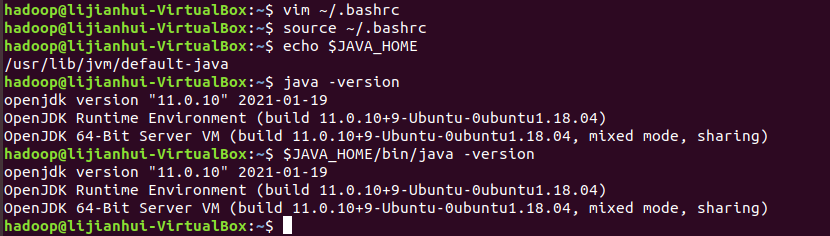 hadoop@lijianhui-VirtualBox:~$ vim ~/.bashrc
hadoop@lijianhui-VirtualBox:~$ source ~/.bashrc
hadoop@lijianhui-VirtualBox:~$ echo $JAVA_HOME
/usr/lib/jvm/default-java
hadoop@lijianhui-VirtualBox:~$ java -version
openjdk version "11.0.10" 2021-01-19
OpenJDK Runtime Environment (build 11.0.10+9-Ubuntu-0ubuntu1.18.04)
OpenJDK 64-Bit Server VM (build 11.0.10+9-Ubuntu-0ubuntu1.18.04, mixed mode, sharing)
hadoop@lijianhui-VirtualBox:~$ $JAVA_HOME/bin/java -version
openjdk version "11.0.10" 2021-01-19
OpenJDK Runtime Environment (build 11.0.10+9-Ubuntu-0ubuntu1.18.04)
OpenJDK 64-Bit Server VM (build 11.0.10+9-Ubuntu-0ubuntu1.18.04, mixed mode, sharing)
hadoop@lijianhui-VirtualBox:~$